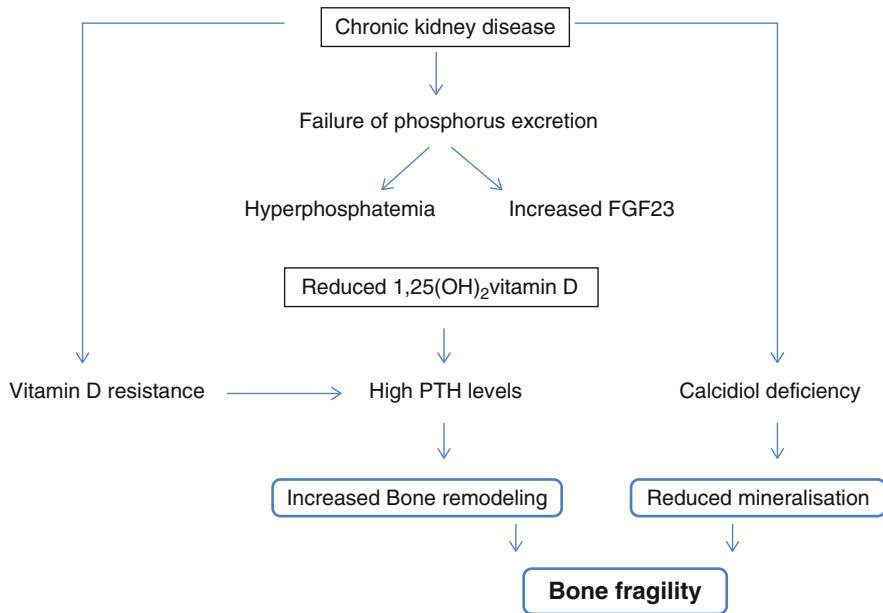 Chronic kidney disease
Failure of phosphorus excretion
Hyperphosphatemia
Increased FGF23
Reduced 1,25(OH)₂vitamin D
Vitamin D resistance
High PTH levels
Calcidiol deficiency
Increased Bone remodeling
Reduced mineralisation
Bone fragility